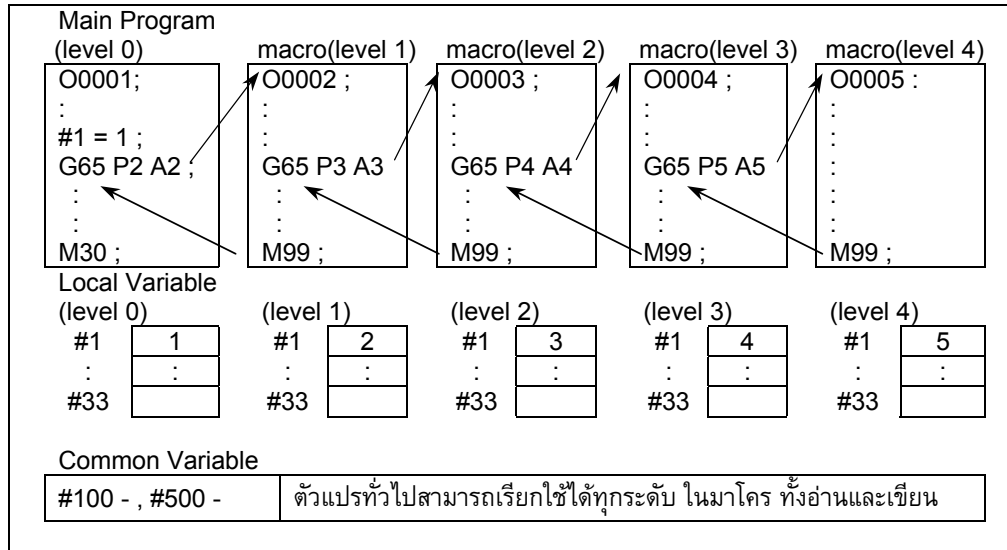 Main Program
(level 0) macro(level 1) macro(level 2) macro(level 3) macro(level 4)
O0001; O0002 ; O0003 ; O0004 ; O0005 :
: : : : :
: : : : :
#1 = 1 ; : : : :
G65 P2 A2 ; G65 P3 A3 G65 P4 A4 G65 P5 A5 :
: : : : :
: : : : :
M30 ; M99 ; M99 ; M99 ; M99 ;
Local Variable
(level 0) (level 1) (level 2) (level 3) (level 4)
#1 1 #1 2 #1 3 #1 4 #1 5
: : : : : : : : : :
#33 #33 #33 #33 #33
Common Variable
#100 - , #500 - ตัวแปรทั่วไปสามารถเรียกใช้ได้ทุกระดับ ในมาโคร ทั้งอ่านและเขียน